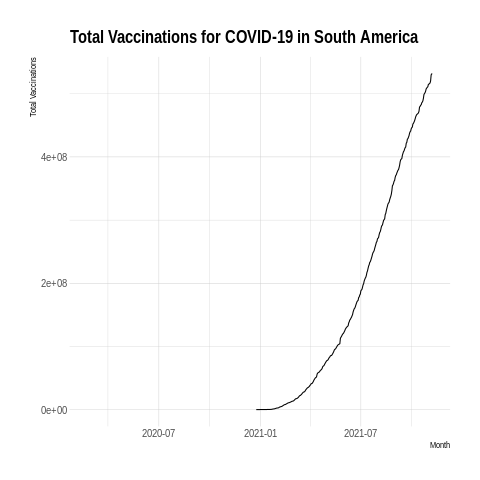 Total Vaccinations for COVID-19 in South America
Total Vaccinations
4e+08
2e+08
0e+00
2020-07 2021-01 2021-07
Month